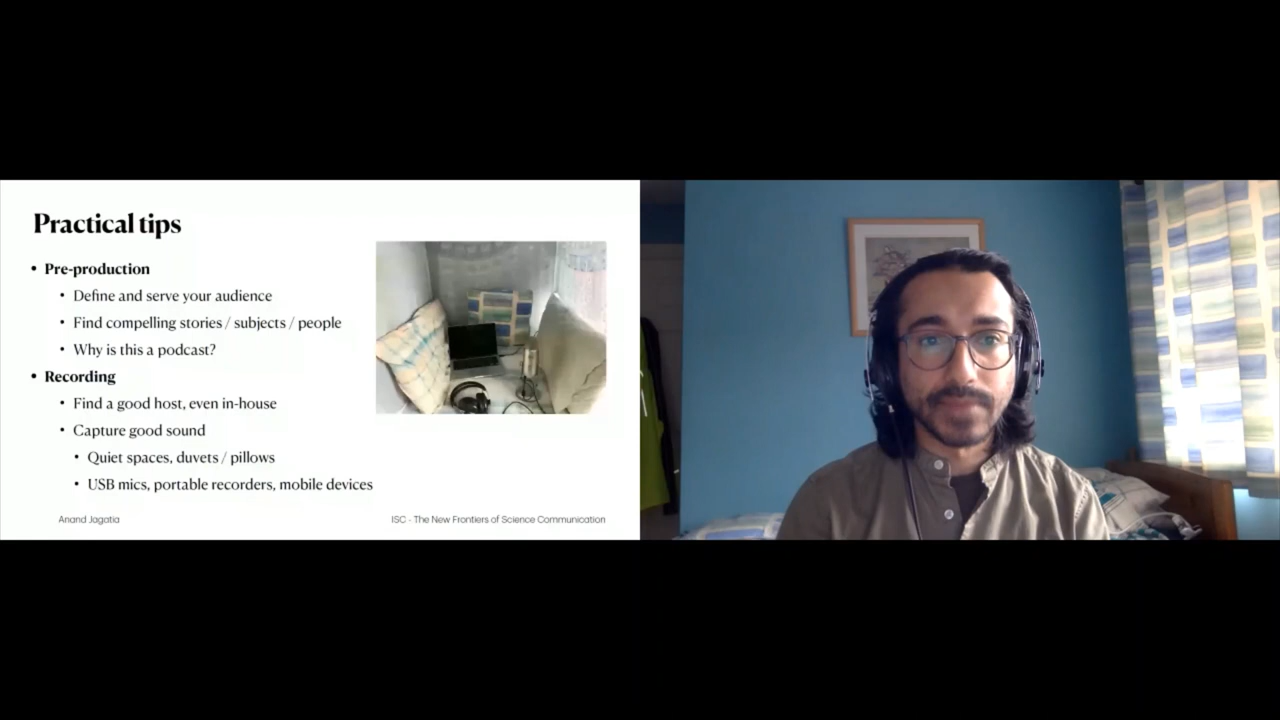 Practical tips
• Pre-production
• Define and serve your audience
• Find compelling stories / subjects / people
• Why is this a podcast?
• Recording
• Find a good host, even in-house
• Capture good sound
• Quiet spaces, duvets / pillows
• USB mics, portable recorders, mobile devices
Anand Jagatia
ISC - The New Frontiers of Science Communication